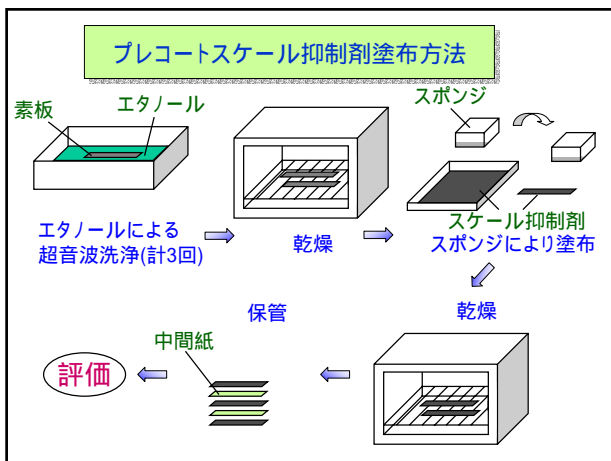 プレコートスケール抑制剤塗布方法
素板
エタノール
スポンジ
エタノールによる
超音波洗浄(計3回)
乾燥
スケール抑制剤
スポンジにより塗布
乾燥
保管
中間紙
評価